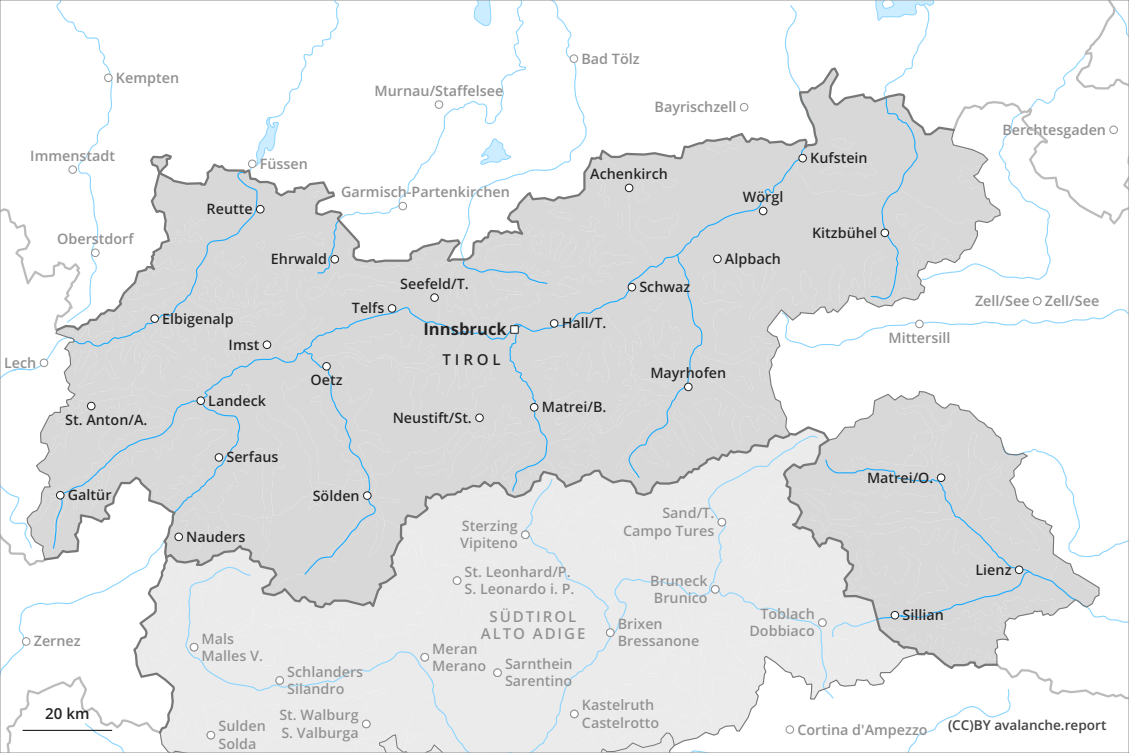 Kempten
Bad Tölz
Murnau/Staffelsee
Bayrischzell
Berchtesgaden
Immenstadt
Füssen
Kufstein
Achenkirch
Garmisch-Partenkirchen
Wörgl
Reutte
Kitzbühel
Oberstdorf
Ehrwald
Alpbach
Seefeld/T.
Schwaz
Telfs
Zell/See
Zell/See
Elbigenalp
Innsbruck
Hall/T.
Mittersill
Imst
TIROL
Lech
Oetz
Mayrhofen
Landeck
Matrei/B.
St. Anton/A.
Neustift/St.
Serfaus
Matrei/O.
Galtür
Sölden
Sand/T.
Campo Tures
Sterzing
Vipiteno
Nauders
St. Leonhard/P.
S. Leonardo i. P.
Lienz
Bruneck
Brunico
SÜDTIROL
ALTO ADIGE
Toblach
Dobbiaco
Sillian
Brixen
Bressanone
Zernez
Mals
Malles V.
Meran
Merano
Sarnthein
Sarentino
Schlanders
Silandro
Kastelruth
Castelrotto
St. Walburg
S. Valburga
20 km
Sulden
Solda
Cortina d'Ampezzo
(CC)BY avalanche.report